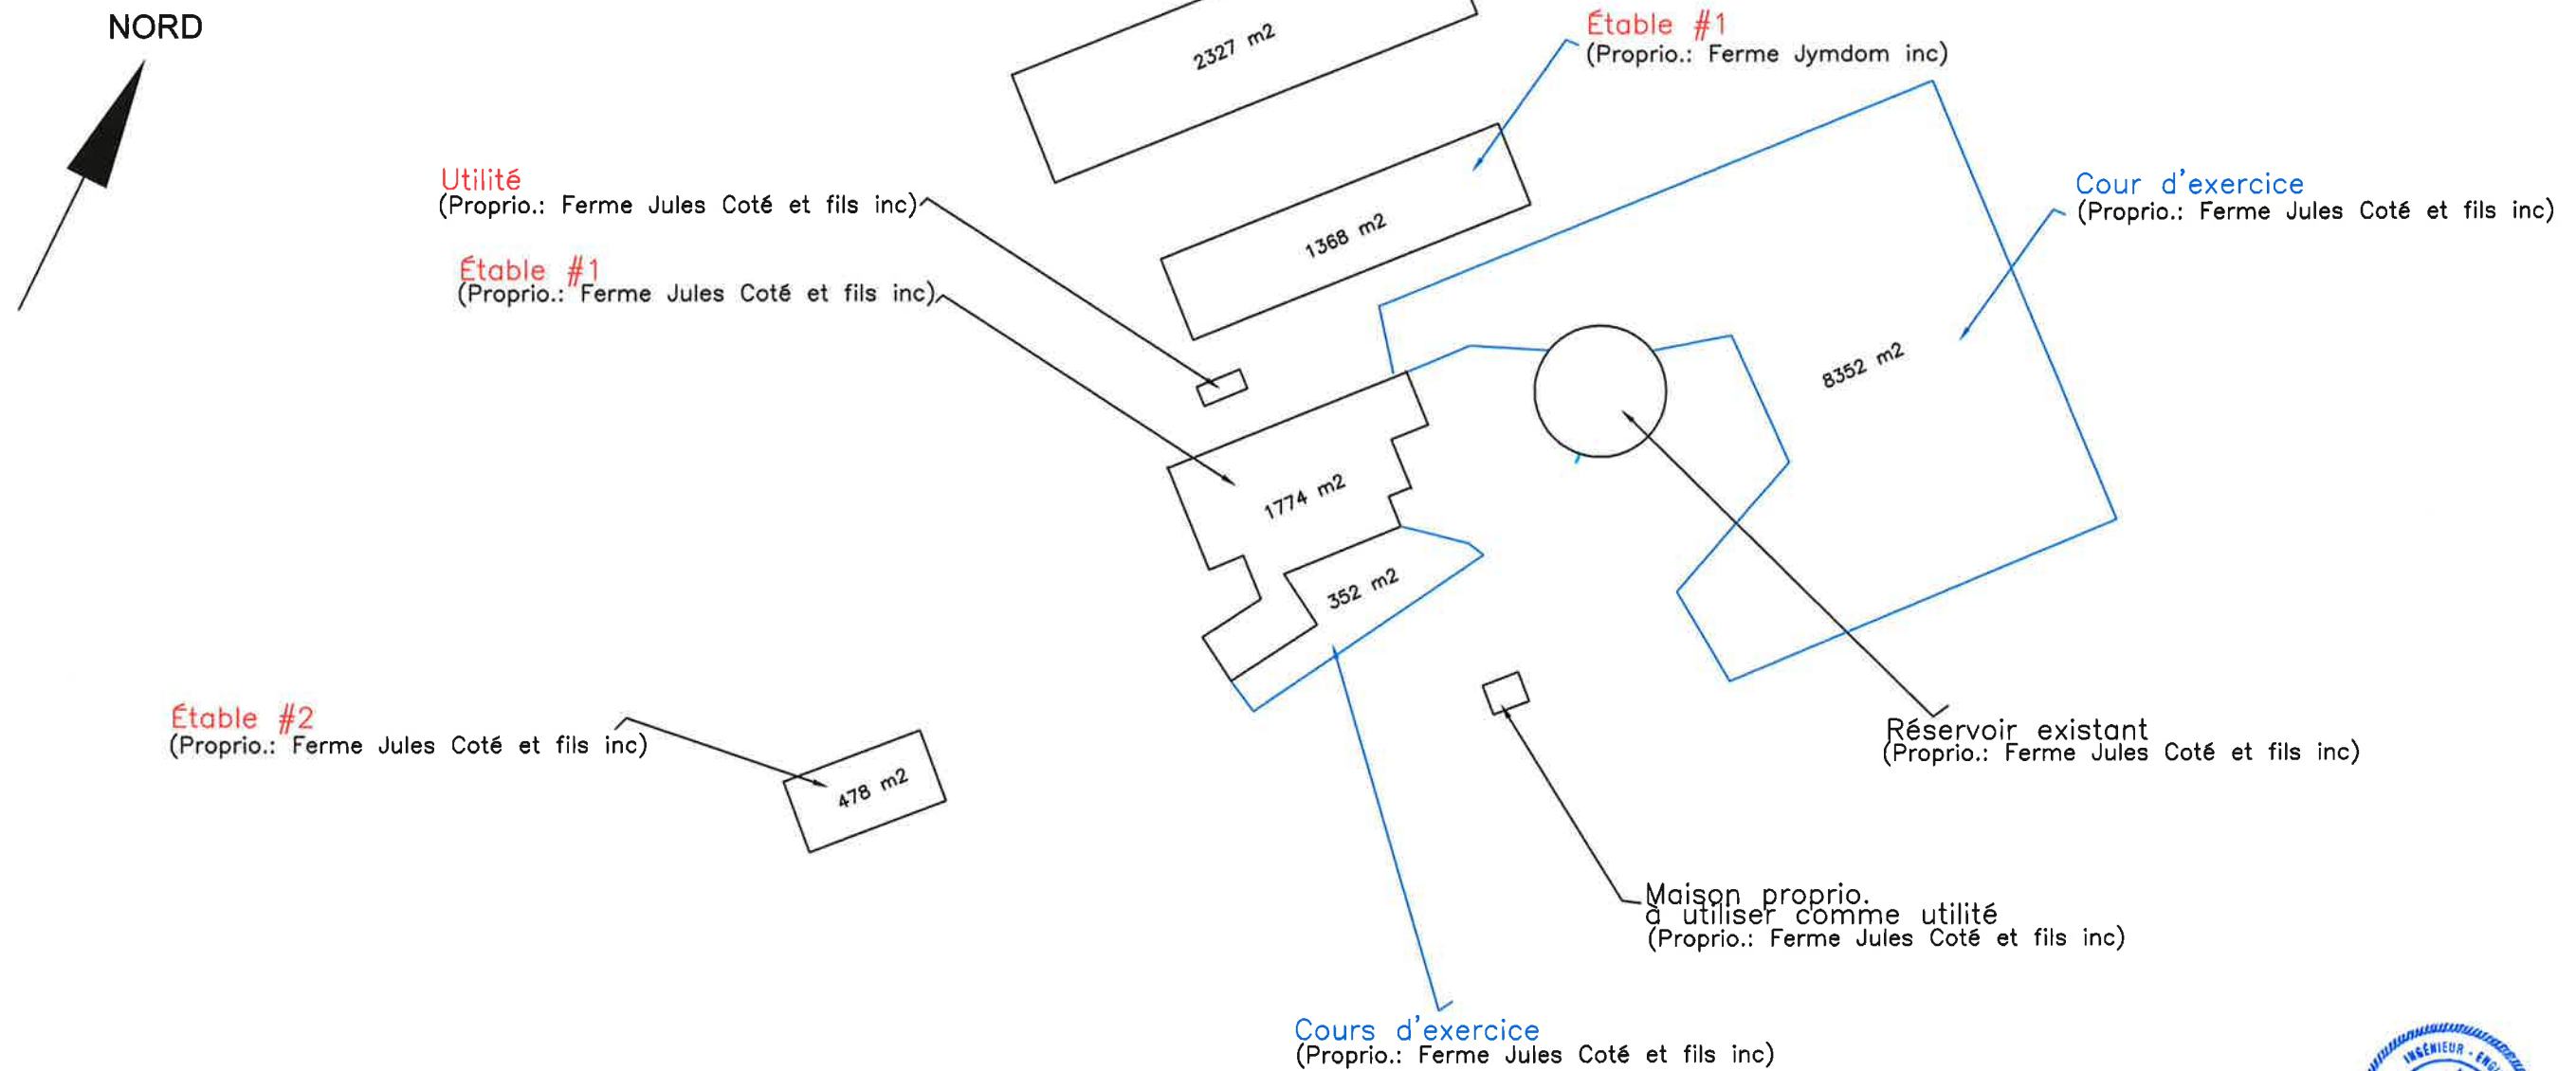 NORD
2327 m2
Étable #1
(Proprio.: Ferme Jymdom inc)
Utilité
(Proprio.: Ferme Jules Coté et fils inc)
Cour d'exercice
(Proprio.: Ferme Jules Coté et fils inc)
1368 m2
Étable #1
(Proprio.: Ferme Jules Coté et fils inc)
8352 m2
1774 m2
352 m2
Étable #2
(Proprio.: Ferme Jules Coté et fils inc)
478 m2
Réservoir existant
(Proprio.: Ferme Jules Coté et fils inc)
Maison proprio.
à utiliser comme utilité
(Proprio.: Ferme Jules Coté et fils inc)
Cours d'exercice
(Proprio.: Ferme Jules Coté et fils inc)
INGÉNIEUR -